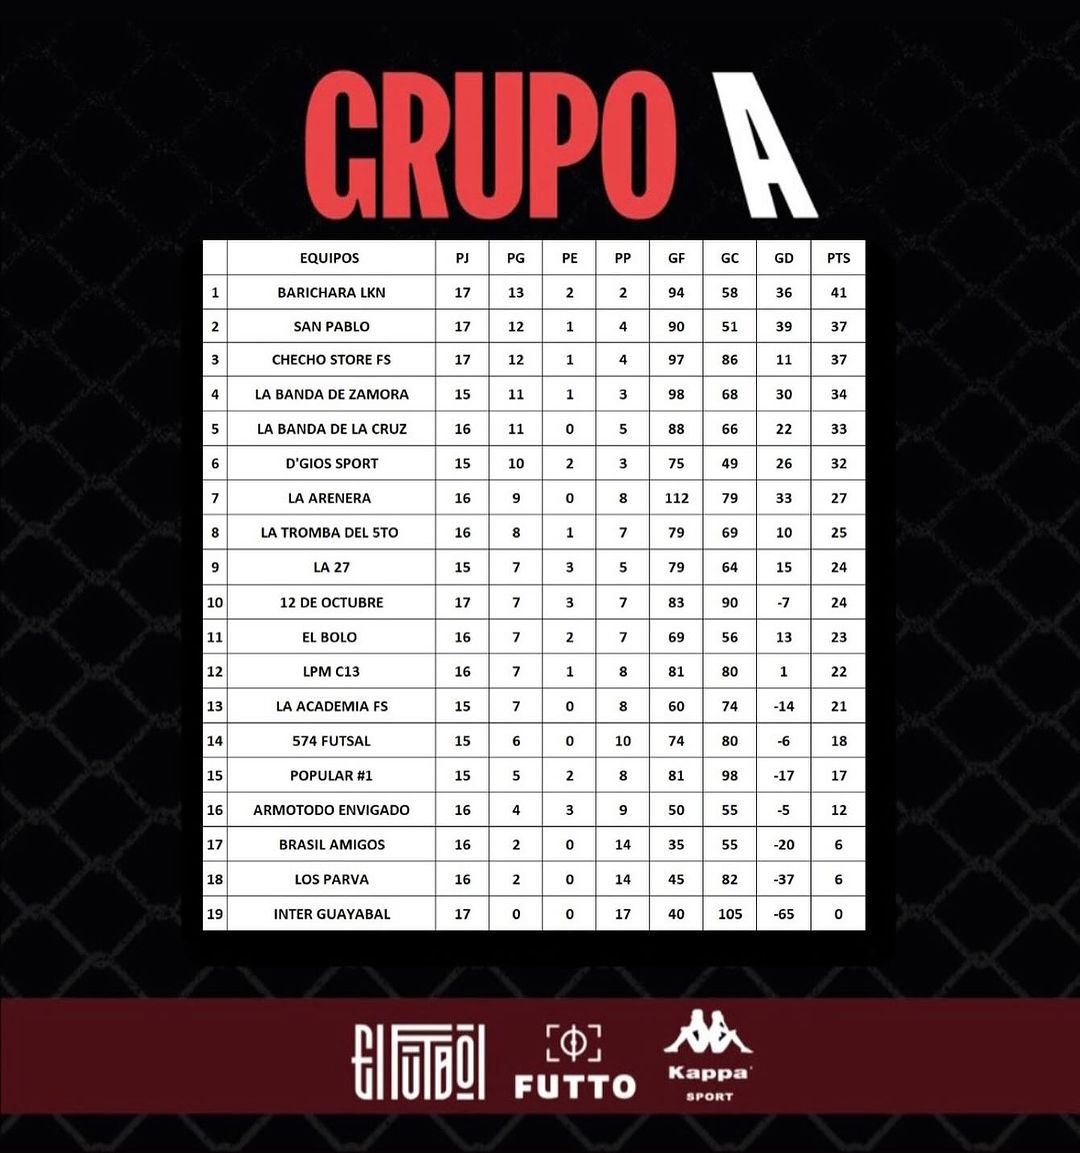 GRUPO A
EQUIPOS PJ PG PE PP GF GC GD PTS
1 BARICHARA LKN 17 13 2 2 94 58 36 41
2 SAN PABLO 17 12 1 4 90 51 39 37
3 CHECHO STORE FS 17 12 1 4 97 86 11 37
4 LA BANDA DE ZAMORA 15 11 1 3 98 68 30 34
5 LA BANDA DE LA CRUZ 16 11 0 5 88 66 22 33
6 D'GIOS SPORT 15 10 2 3 75 49 26 32
7 LA ARENERA 16 9 0 8 112 79 33 27
8 LA TROMBA DEL 5TO 16 8 1 7 79 69 10 25
9 LA 27 15 7 3 5 79 64 15 24
10 12 DE OCTUBRE 17 7 3 7 83 90 -7 24
11 EL BOLO 16 7 2 7 69 56 13 23
12 LPM C13 16 7 1 8 81 80 1 22
13 LA ACADEMIA FS 15 7 0 8 60 74 -14 21
14 574 FUTSAL 15 6 0 10 74 80 -6 18
15 POPULAR #1 15 5 2 8 81 98 -17 17
16 ARMOTODO ENVIGADO 16 4 3 9 50 55 -5 12
17 BRASIL AMIGOS 16 2 0 14 35 55 -20 6
18 LOS PARVA 16 2 0 14 45 82 -37 6
19 INTER GUAYABAL 17 0 0 17 40 105 -65 0
El FUTBOl FUTTO Kappa
SPORT